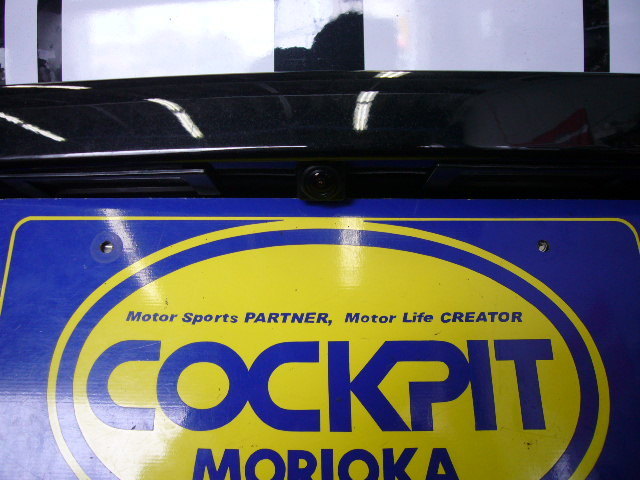 Motor Sports PARTNER, Motor Life CREATOR
COCKPIT
MORIOKA